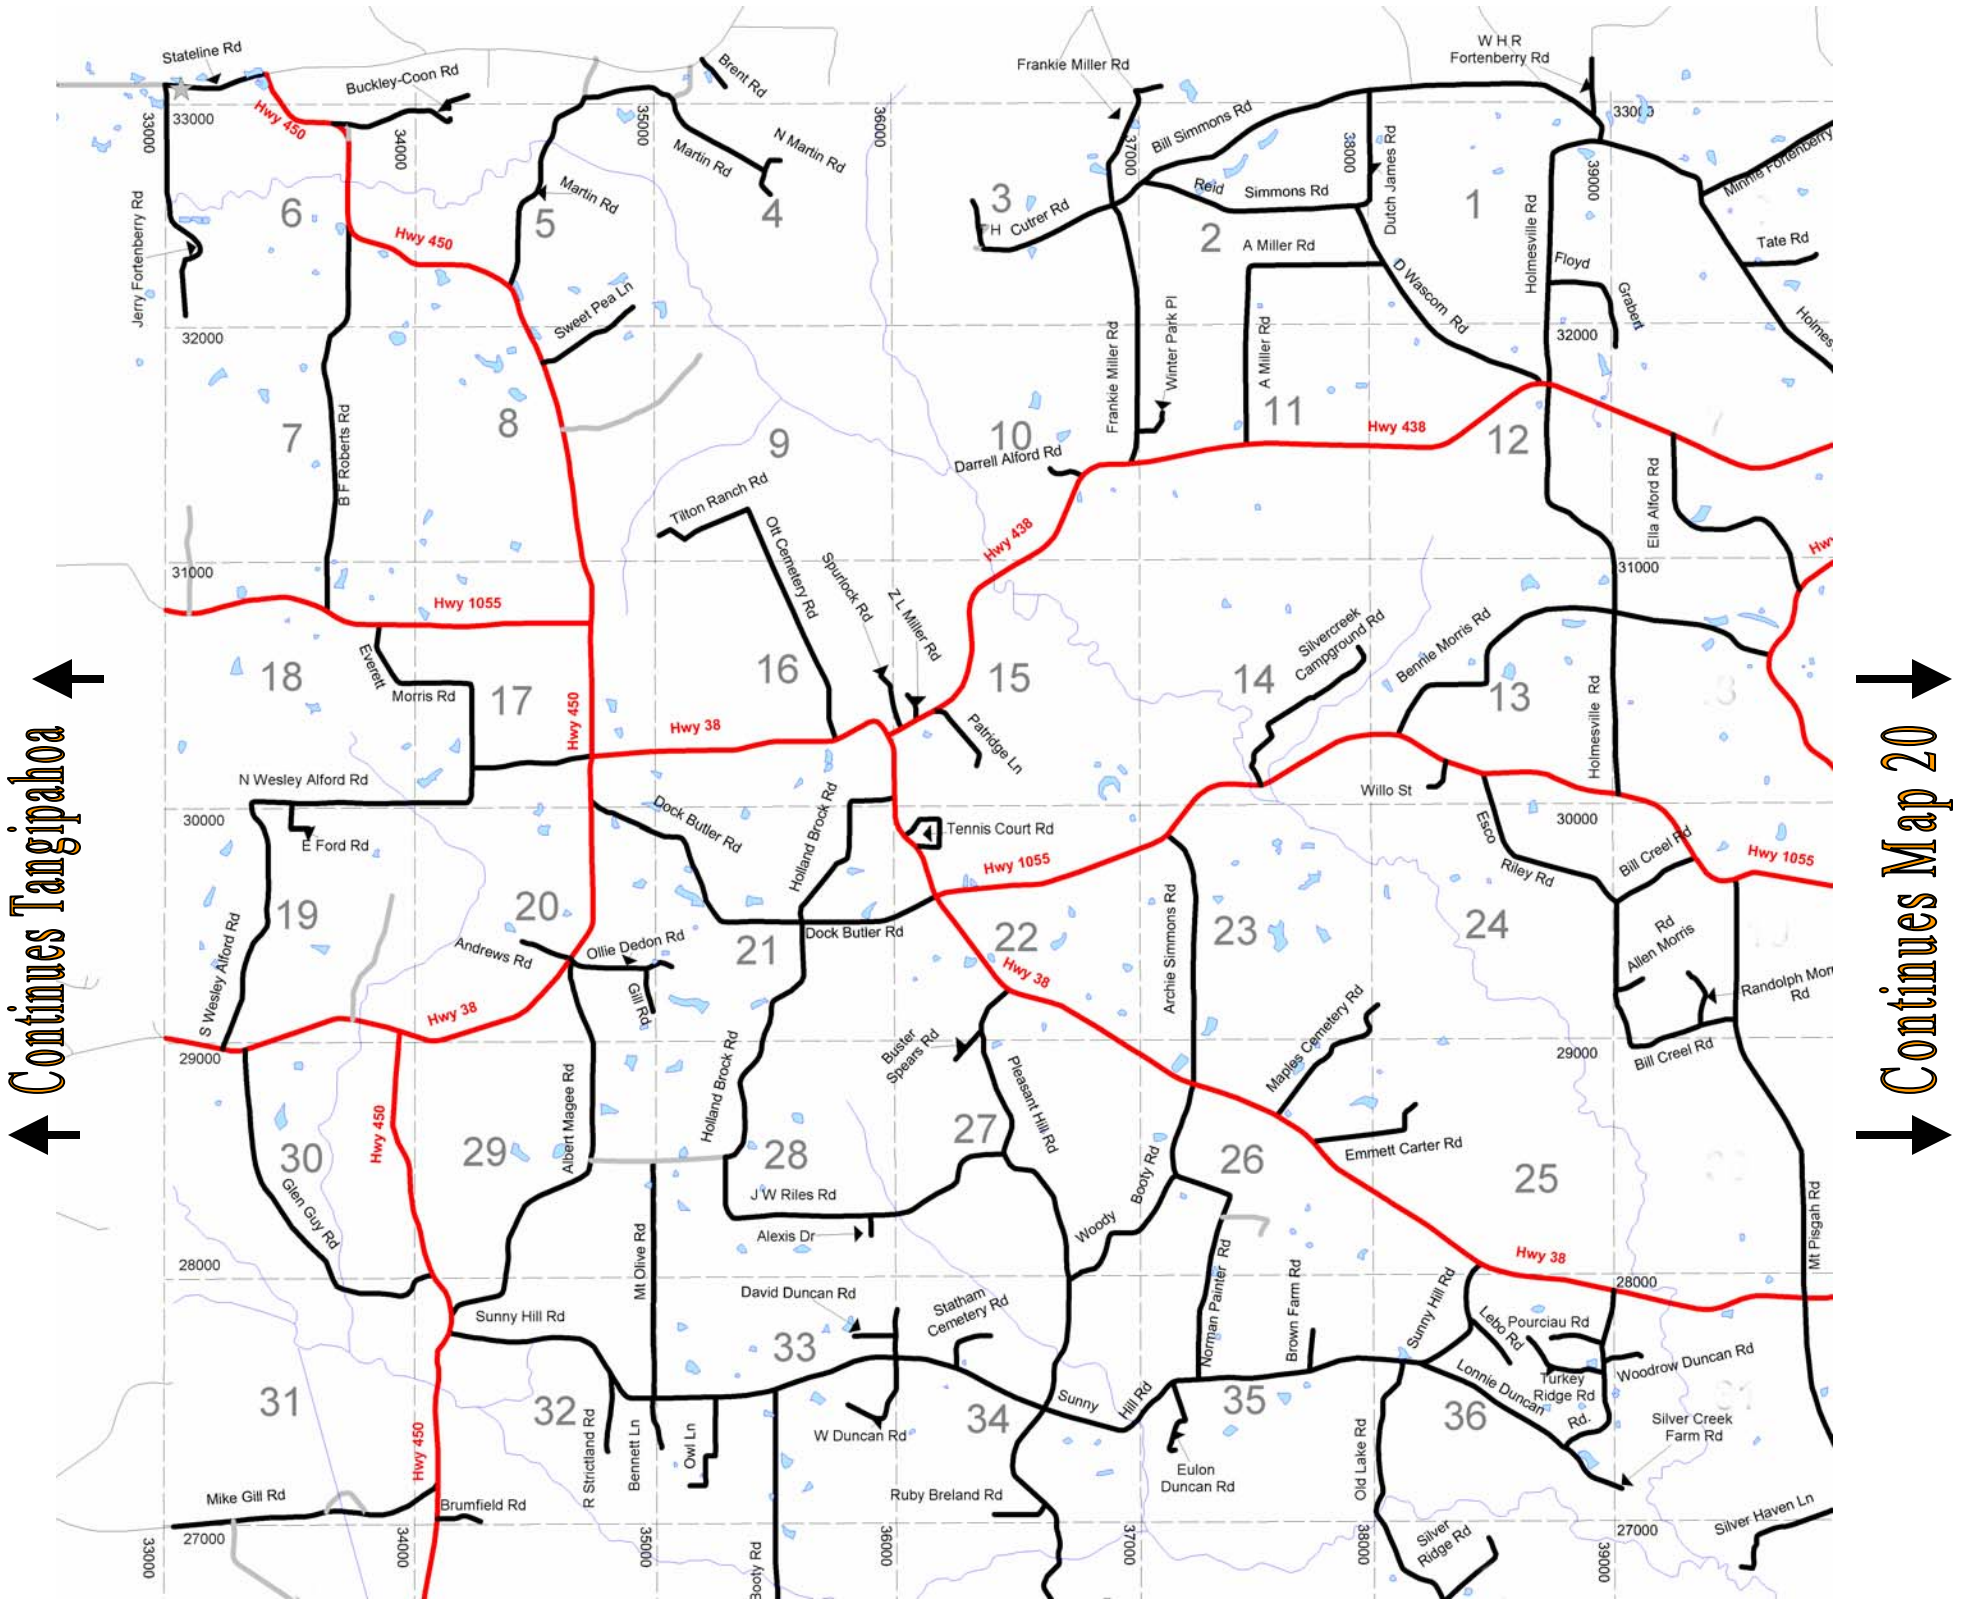 Stateline Rd
Buckley-Coon Rd
Brent Rd
Frankie Miller Rd
W H R
Fortenberry Rd
33000
33000
Hwy 450
34000
35000
Martin Rd
N Martin Rd
36000
37000
Bill Simmons Rd
38000
Dutch James Rd
33000
39000
Minnie Fortenberry
Jerry Fortenberry Rd
6
Hwy 450
5
Martin Rd
4
3
H Cutrer Rd
Reid
Simmons Rd
2
A Miller Rd
1
Holmesville Rd
Floyd
Grabert
Tate Rd
D Wascom Rd
Holmes
32000
Sweet Pea Ln
Frankie Miller Rd
Winter Park Pl
A Miller Rd
32000
7
B F Roberts Rd
8
9
10
11
Hwy 438
12
Darrell Alford Rd
Tilton Ranch Rd
Ott Cemetery Rd
Spurlock Rd
Z L Miller Rd
Hwy 438
Ella Alford Rd
31000
31000
Hwy
Hwy 1055
Everett
Morris Rd
18
17
Hwy 450
16
15
14
Silvercreek
Campground Rd
Bennie Morris Rd
13
Holmesville Rd
Hwy 38
Patridge Ln
N Wesley Alford Rd
E Ford Rd
30000
Dock Butler Rd
Holland Brock Rd
Tennis Court Rd
Hwy 1055
Willo St
Esco
Riley Rd
30000
Bill Creel Rd
Hwy 1055
19
S Wesley Alford Rd
20
Andrews Rd
Ollie Dedon Rd
Gill Rd
21
Dock Butler Rd
22
Archie Simmons Rd
23
24
Rd
Allen Morris
Randolph Morr
Rd
Hwy 38
Hwy 38
29000
Buster
Spears Rd
Maples Cemetery Rd
29000
Bill Creel Rd
Hwy 450
Albert Magee Rd
Holland Brock Rd
Pleasant Hill Rd
30
29
28
27
Booty Rd
26
Emmett Carter Rd
25
Glen Guy Rd
J W Riles Rd
Alexis Dr
Woody
Mt Olive Rd
Mt Pisgah Rd
28000
Hwy 38
28000
David Duncan Rd
Statham
Cemetery Rd
Norman Painter Rd
Brown Farm Rd
Sunny Hill Rd
Lebo Rd
Pourciau Rd
Sunny Hill Rd
33
Woodrow Duncan Rd
Turkey
Ridge Rd
Lonnie Duncan
Rd.
31
32
Hwy 450
R Strictland Rd
Bennett Ln
Owl Ln
W Duncan Rd
34
Sunny
Hill Rd
35
36
Old Lake Rd
Silver Creek
Farm Rd
Eulon
Duncan Rd
Mike Gill Rd
Brumfield Rd
Ruby Breland Rd
Silver
Ridge Rd
Silver Haven Ln
27000
27000
33000
34000
35000
Booty Rd
36000
37000
38000
39000
Continues Tangipahoa
Continues Map 20